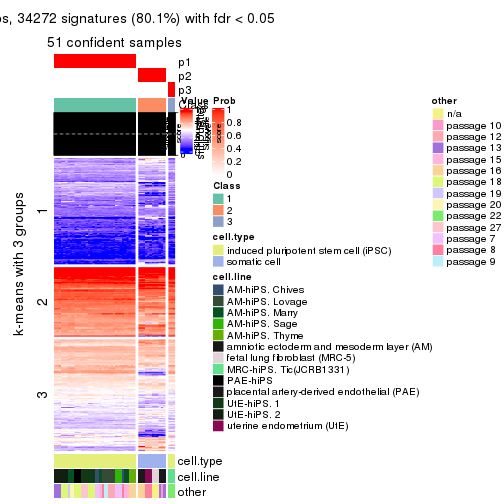 ps, 34272 signatures (80.1%) with fdr < 0.05
51 confident samples
p1
p2
p3
Class
Value
Prob
1
0.8
0.6
0.4
0.2
0
Class
1
2
3
cell.type
induced pluripotent stem cell (iPSC)
somatic cell
cell.line
AM-hiPS. Chives
AM-hiPS. Lovage
AM-hiPS. Marry
AM-hiPS. Sage
AM-hiPS. Thyme
amniotic ectoderm and mesoderm layer (AM)
fetal lung fibroblast (MRC-5)
MRC-hiPS. Tic(JCRB1331)
PAE-hiPS
placental artery-derived endothelial (PAE)
UtE-hiPS. 1
UtE-hiPS. 2
uterine endometrium (UtE)
other
n/a
passage 10
passage 12
passage 13
passage 15
passage 16
passage 18
passage 19
passage 20
passage 22
passage 27
passage 7
passage 8
passage 9
k-means with 3 groups
1
2
3
cell.type
cell.line
other